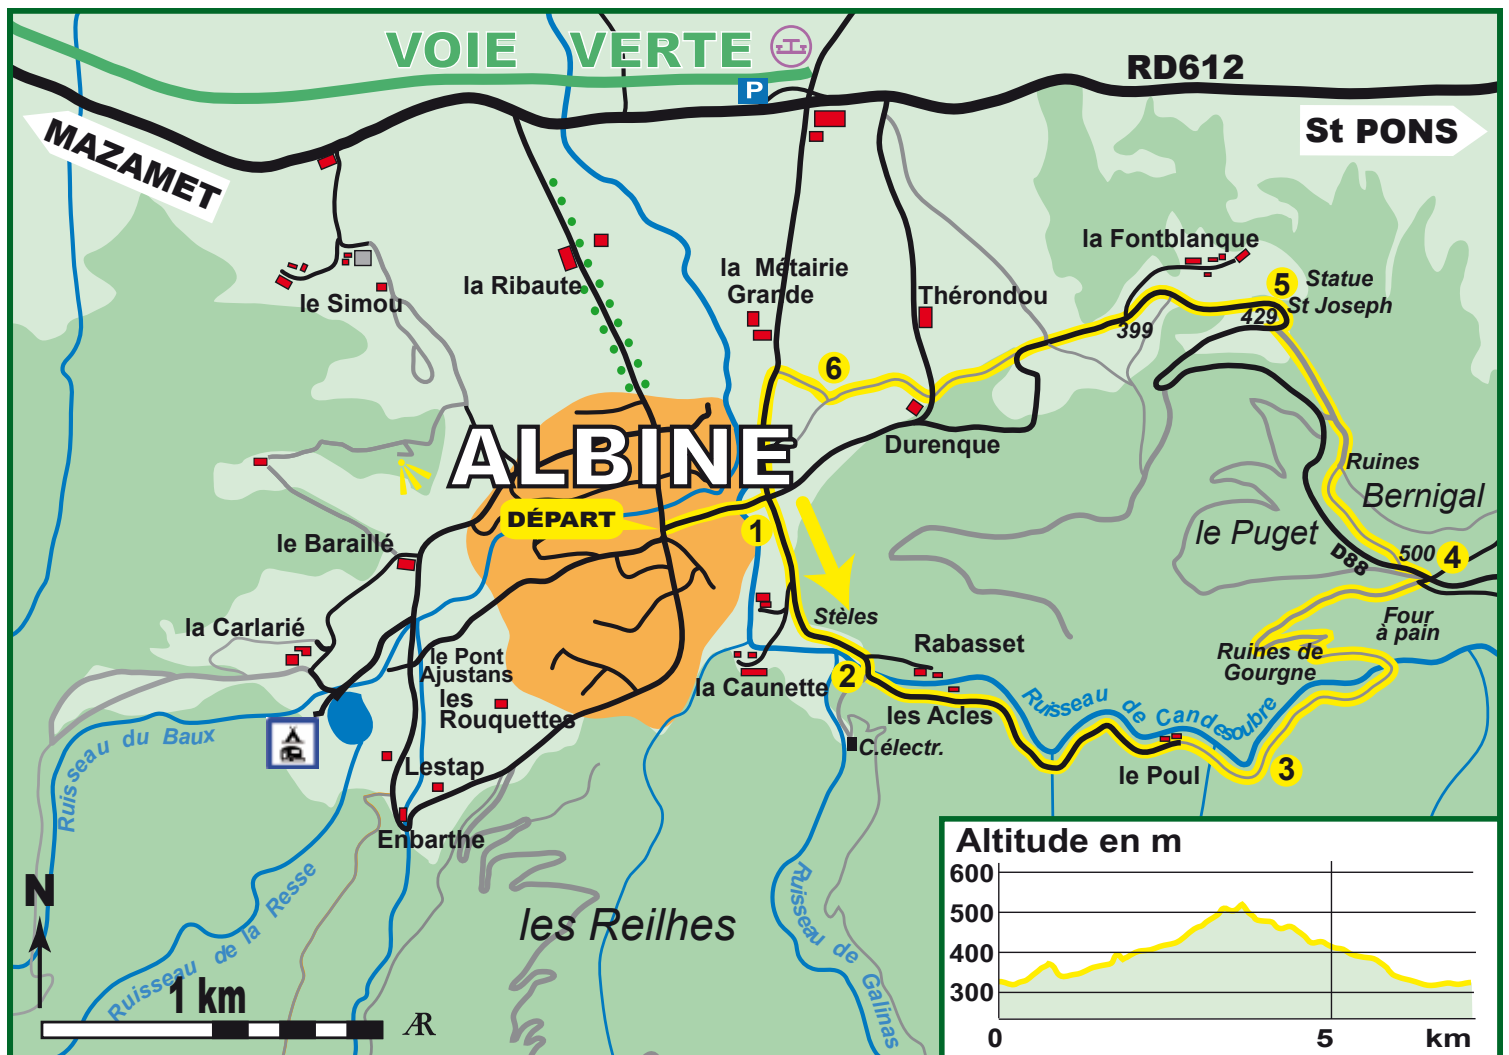 VOIE VERTE
P
RD612
MAZAMET
St PONS
la Fontblanque
la Métairie
Grande
5
Statue
St Joseph
429
399
la Ribaute
le Simou
Thérondou
6
ALBINE
Durenque
Ruines
Bernigal
DÉPART
1
le Puget
D88
500
4
le Baraillé
Stèles
Four
à pain
la Carlarié
Rabasset
Ruines de
Gourgne
le Pont
Ajustans
les
Rouquettes
la Caunette
2
les Acles
Ruisseau de Candesoubre
Ruisseau du Baux
C.électr.
Lestap
le Poul
3
Enbarthe
Ruisseau de la Resse
les Reilhes
Ruisseau de Galinas
N
1 km
AR
Altitude en m
600
500
400
300
0
5
km